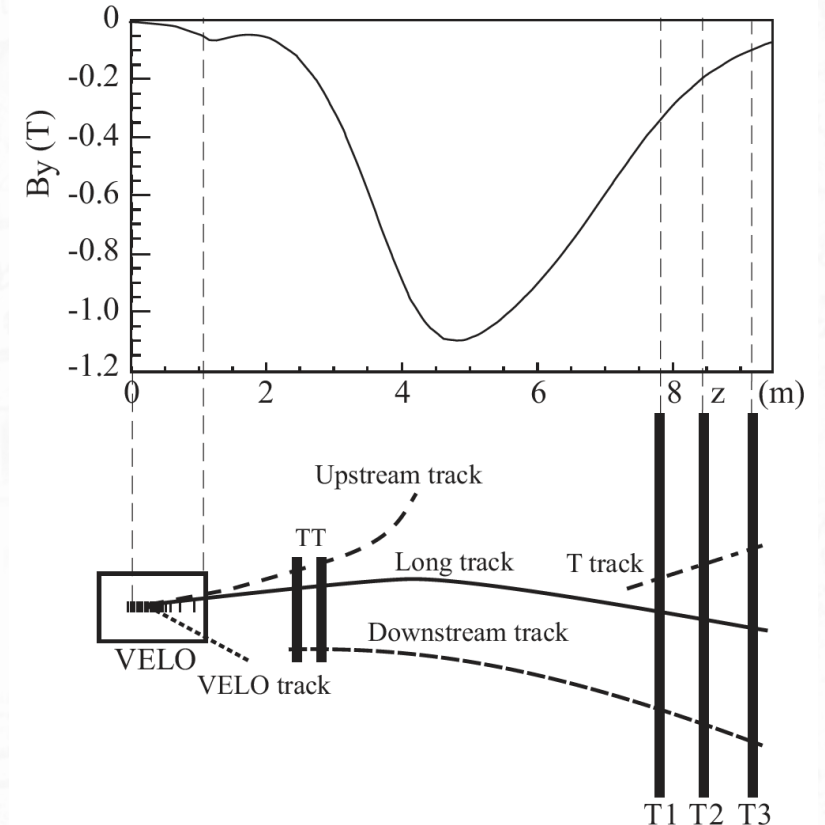 By (T)
0
-0.2
-0.4
-0.6
-0.8
-1.0
-1.2
0 2 4 6 8 z (m)
Upstream track
TT
Long track
T track
Downstream track
VELO
VELO track
T1 T2 T3